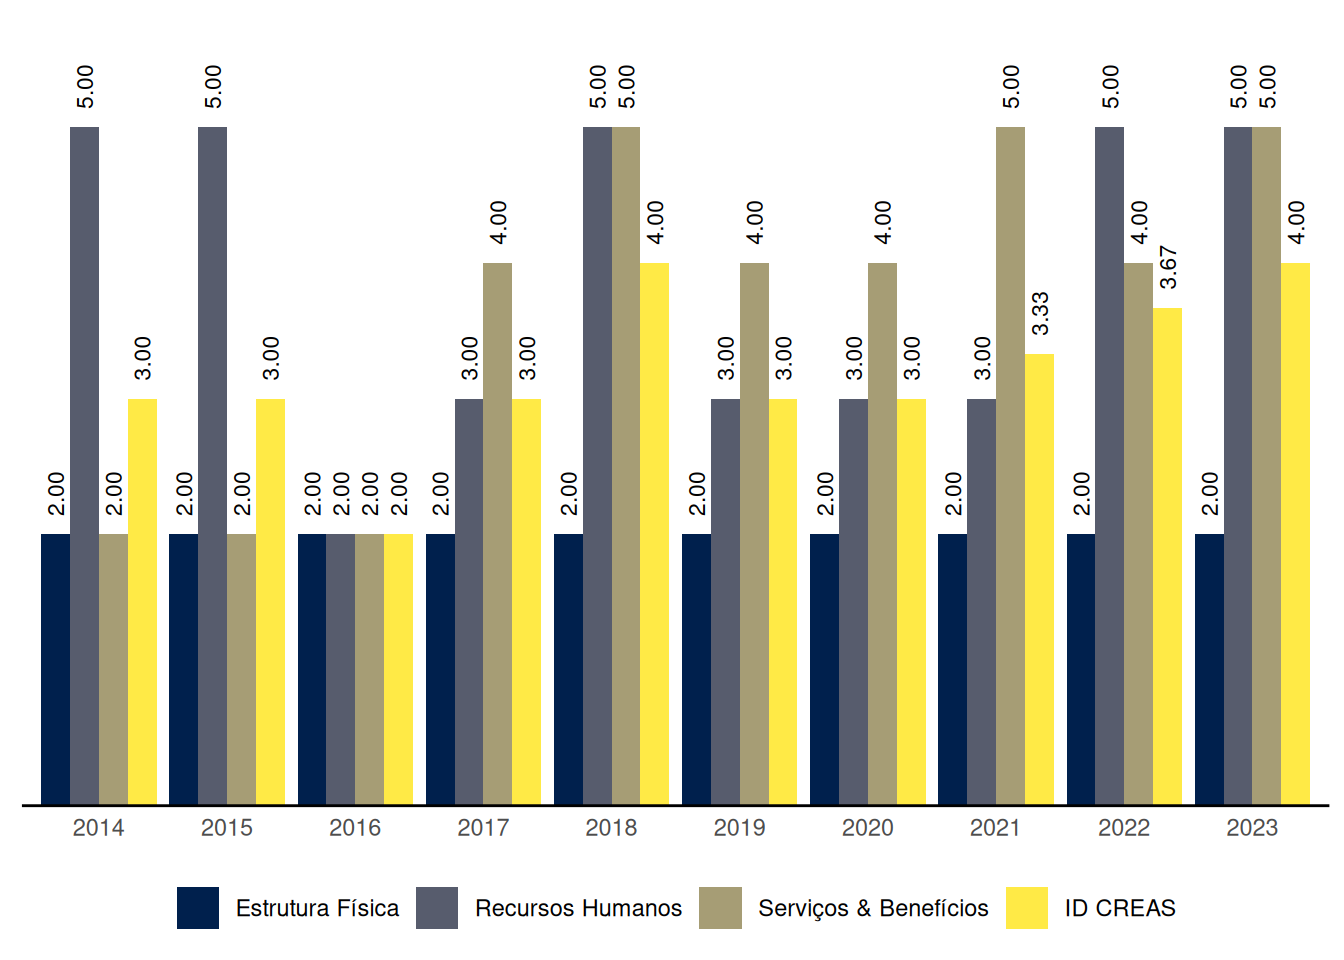 5.00 5.00 5.00 5.00 5.00 5.00 5.00 5.00
4.00 4.00 4.00 4.00 4.00 4.00
3.67
3.33
3.00 3.00 3.00 3.00 3.00 3.00 3.00 3.00 3.00
2.00 2.00 2.00 2.00 2.00 2.00 2.00 2.00 2.00 2.00 2.00 2.00 2.00 2.00 2.00
2014 2015 2016 2017 2018 2019 2020 2021 2022 2023
Estrutura Física Recursos Humanos Serviços & Benefícios ID CREAS